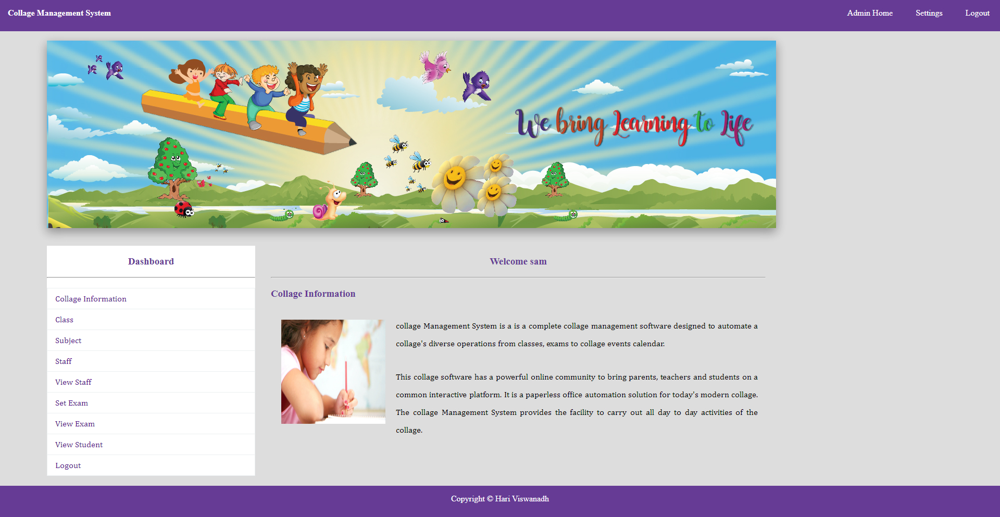 Collage Management System
Admin Home
Settings
Logout
We bring Learning to Life
Dashboard
Collage Information
Class
Subject
Staff
View Staff
Set Exam
View Exam
View Student
Logout
Welcome sam
Collage Information
collage Management System is a is a complete collage management software designed to automate a
collage's diverse operations from classes, exams to collage events calendar.
This collage software has a powerful online community to bring parents, teachers and students on a
common interactive platform. It is a paperless office automation solution for today's modern collage.
The collage Management System provides the facility to carry out all day to day activities of the
collage.
Copyright © Hari Viswanadh